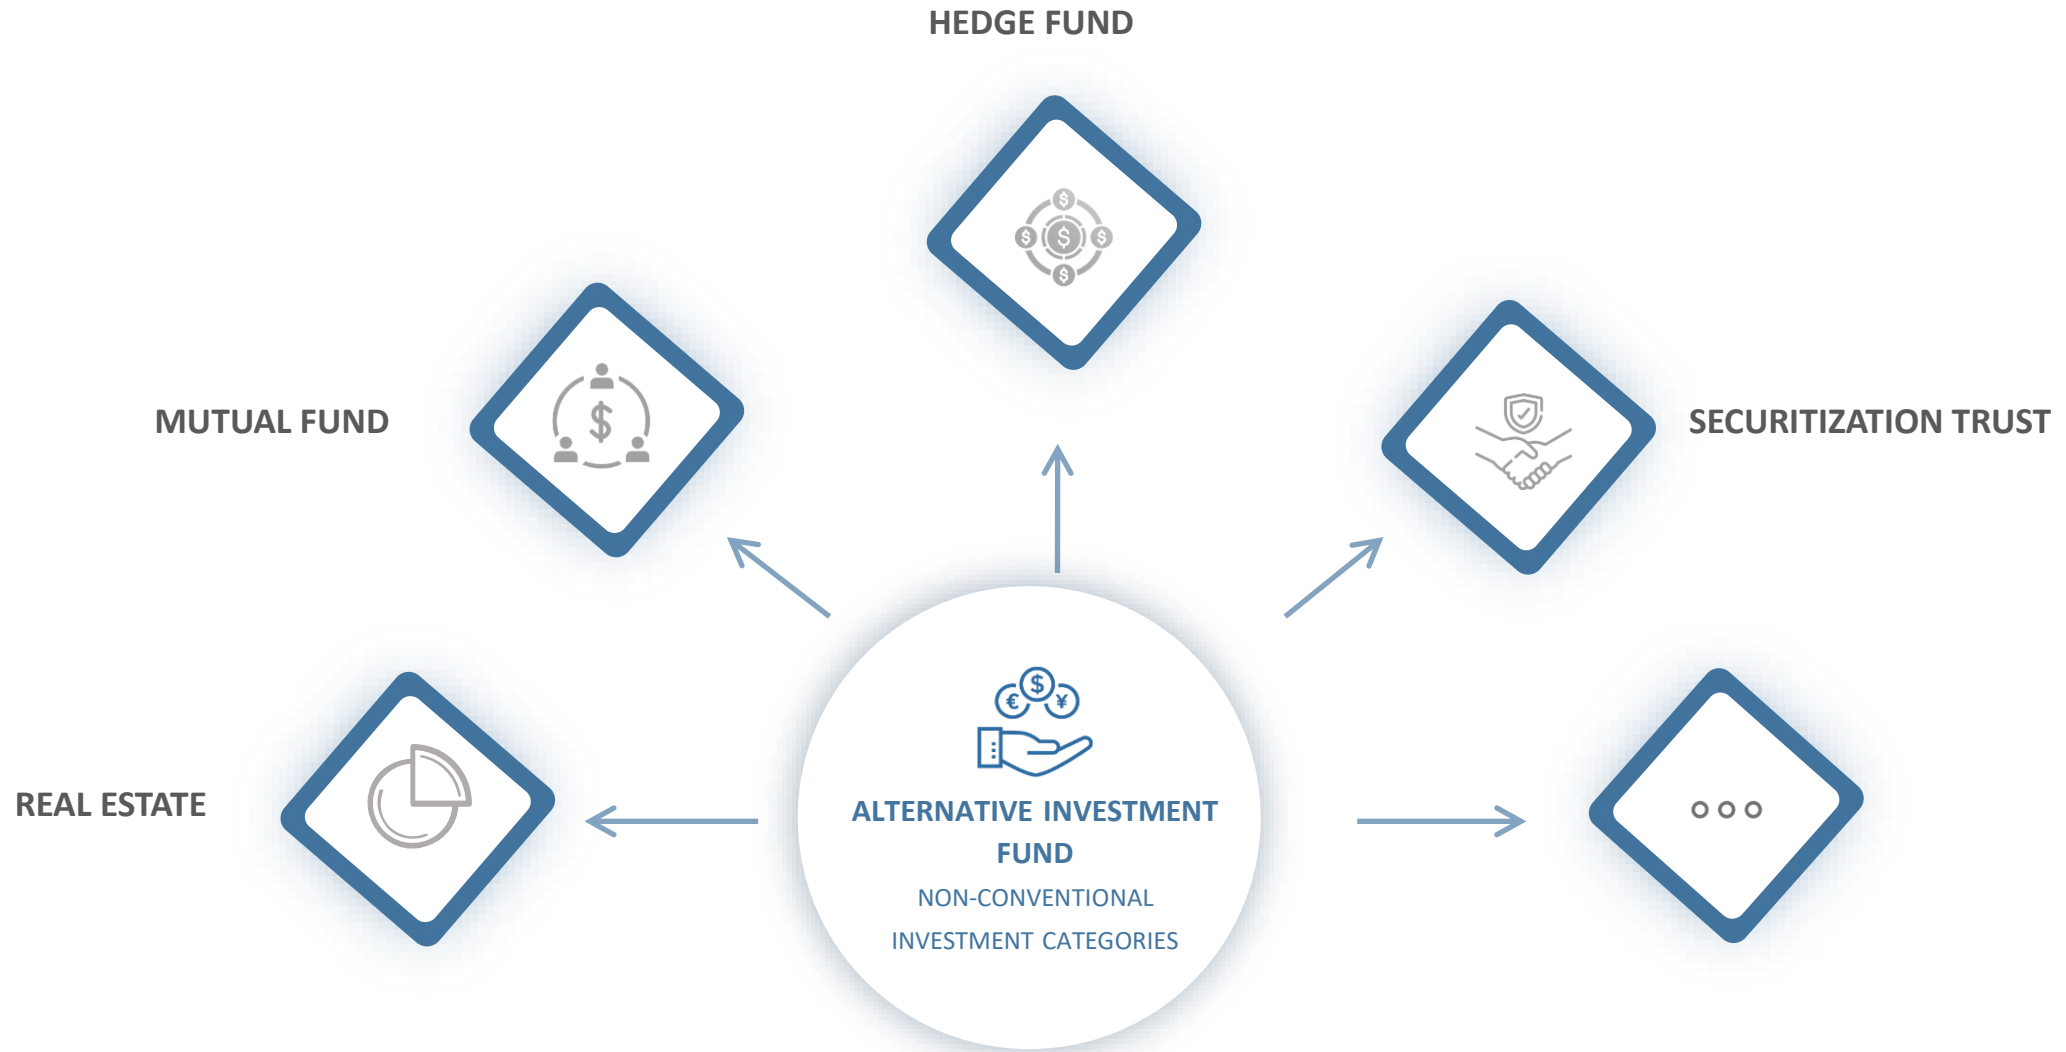 HEDGE FUND
MUTUAL FUND
SECURITIZATION TRUST
REAL ESTATE
$
$ $ $
$
$
€ $ ¥
ALTERNATIVE INVESTMENT
FUND
NON-CONVENTIONAL
INVESTMENT CATEGORIES